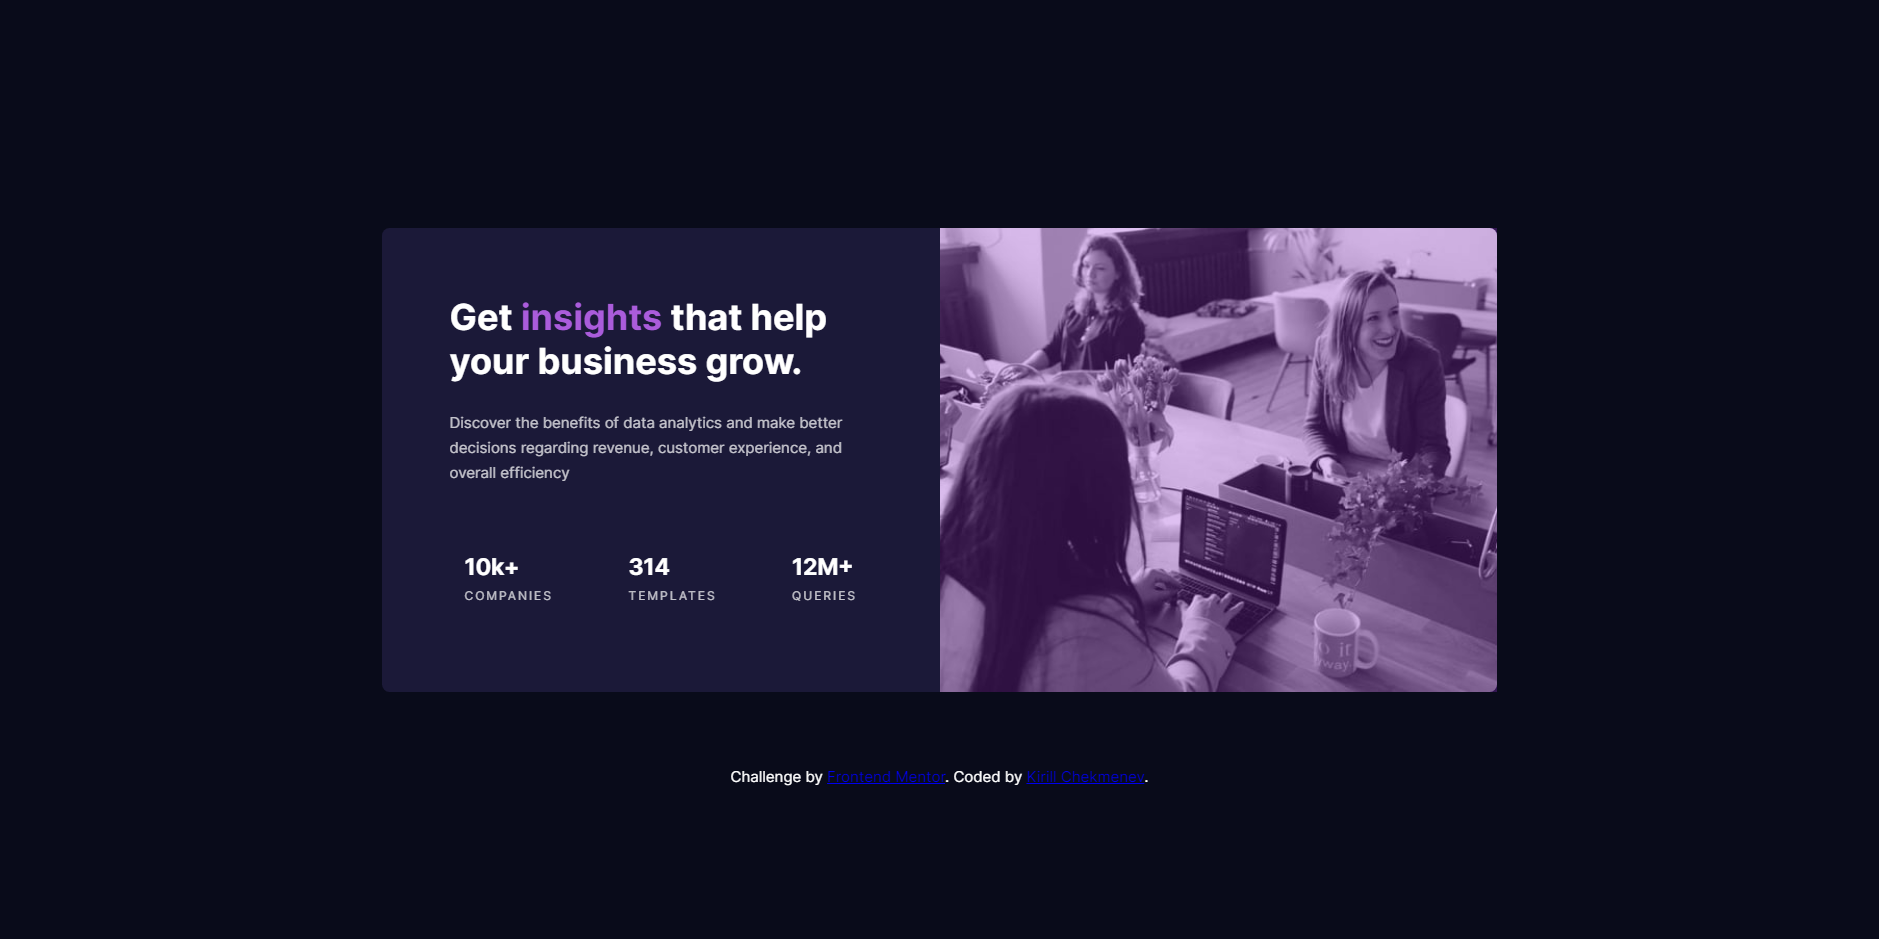 Get insights that help
your business grow.
Discover the benefits of data analytics and make better
decisions regarding revenue, customer experience, and
overall efficiency
10k+ 314 12M+
COMPANIES TEMPLATES QUERIES
o it
way.
Challenge by Frontend Mentor. Coded by Kirill Chekmenev.